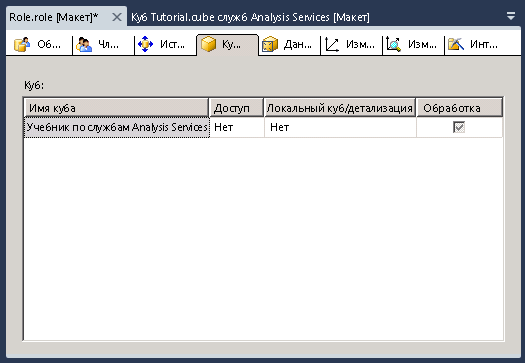 Role.role [Макет]* Куб Tutorial.cube служб Analysis Services [Макет]
Об... Чл... Ист... Ку... Дан... Изм... Изм... Инт...
Куб:
Имя куба Доступ Локальный куб/детализация Обработка
Учебник по службам Analysis Services Нет Нет